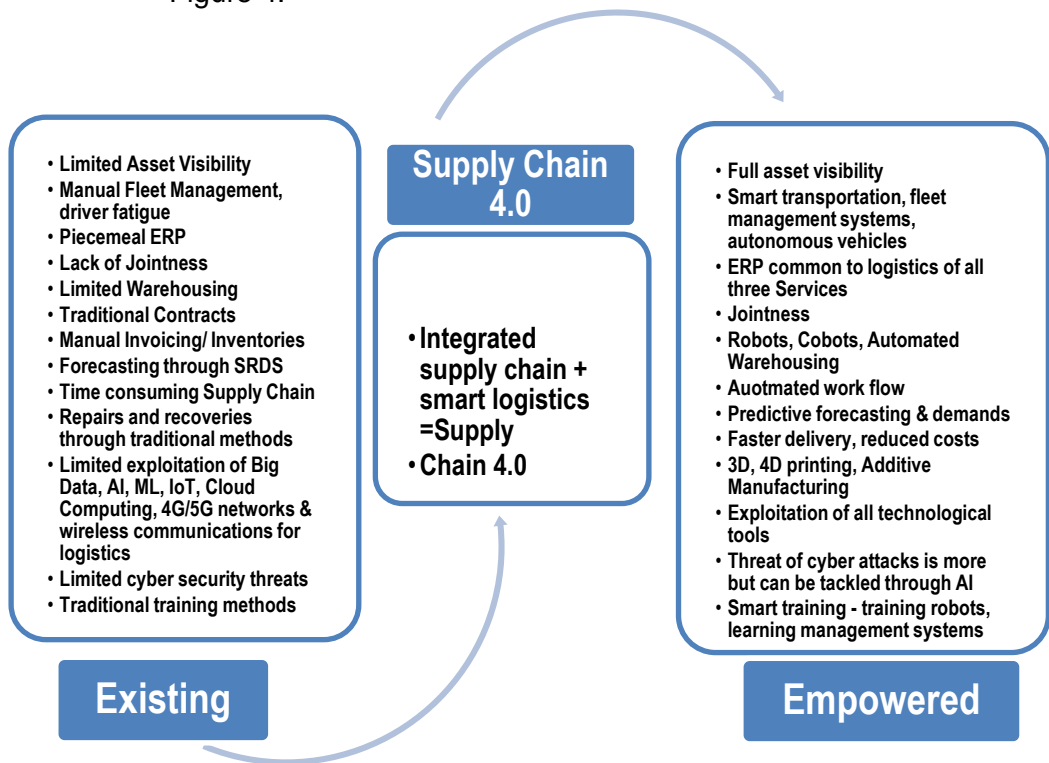 • Limited Asset Visibility
• Manual Fleet Management,
driver fatigue
• Piecemeal ERP
• Lack of Jointness
• Limited Warehousing
• Traditional Contracts
• Manual Invoicing/ Inventories
• Forecasting through SRDS
• Time consuming Supply Chain
• Repairs and recoveries
through traditional methods
• Limited exploitation of Big
Data, AI, ML, IoT, Cloud
Computing, 4G/5G networks &
wireless communications for
logistics
• Limited cyber security threats
• Traditional training methods
Existing
Supply Chain
4.0
• Integrated
supply chain +
smart logistics
=Supply
• Chain 4.0
• Full asset visibility
• Smart transportation, fleet
management systems,
autonomous vehicles
• ERP common to logistics of all
three Services
• Jointness
• Robots, Cobots, Automated
Warehousing
• Auotmated work flow
• Predictive forecasting & demands
• Faster delivery, reduced costs
• 3D, 4D printing, Additive
Manufacturing
• Exploitation of all technological
tools
• Threat of cyber attacks is more
but can be tackled through AI
• Smart training - training robots,
learning management systems
Empowered